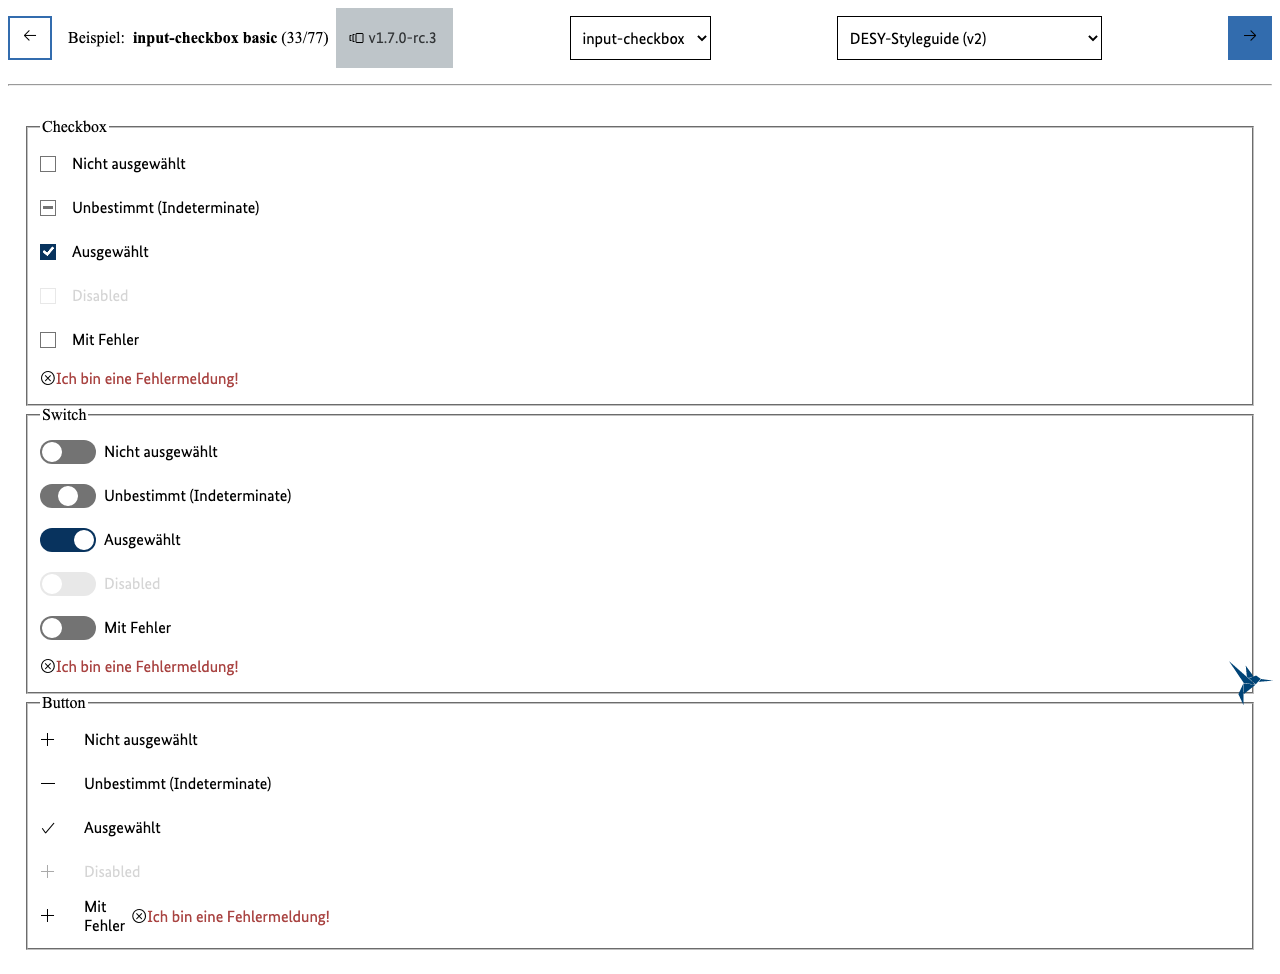 Beispiel: input-checkbox basic (33/77) v1.7.0-rc.3 input-checkbox DESY-Styleguide (v2)
Checkbox
Nicht ausgewählt
Unbestimmt (Indeterminate)
Ausgewählt
Disabled
Mit Fehler
Ich bin eine Fehlermeldung!
Switch
Nicht ausgewählt
Unbestimmt (Indeterminate)
Ausgewählt
Disabled
Mit Fehler
Ich bin eine Fehlermeldung!
Button
Nicht ausgewählt
Unbestimmt (Indeterminate)
Ausgewählt
Disabled
Mit
Fehler
Ich bin eine Fehlermeldung!